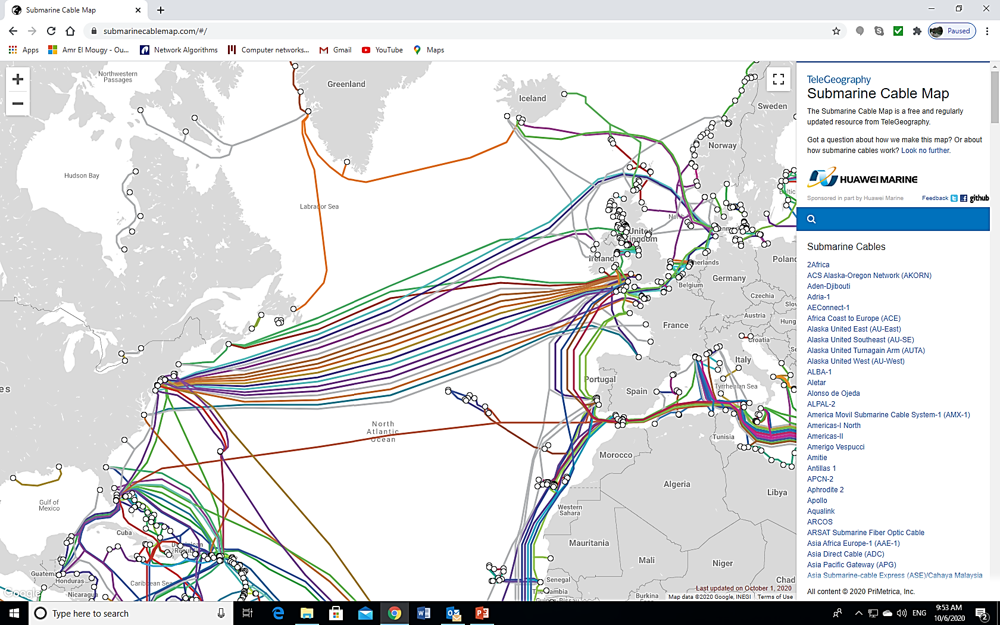 Submarine Cable Map
submarinecablemap.com/#/
Paused
Apps
Amr El Mougy - Ou...
Network Algorithms
Computer networks...
Gmail
YouTube
Maps
Northwestern
Passages
Greenland
Iceland
Sweden
Norway
Hudson Bay
Labrador Sea
United
Kingdom
Ireland
Poland
Germany
Belgium
Czechia
Austria
Hung
France
Croatia
Italy
Portugal
Spain
Tyrrhenian Sea
North
Atlantic
Ocean
Tunisia
Morocco
Algeria
Libya
Gulf of
Mexico
Western
Sahara
Cuba
Mauritania
Mali
Niger
Chad
Caribbean Sea
Guatema
Honduras
Nicaragua
Senegal
The Gambia
Burkina
Faso
Google
Last updated on October 1, 2020
Map data ©2020 Google, INEGI
Terms of Use
TeleGeography
Submarine Cable Map
The Submarine Cable Map is a free and regularly
updated resource from TeleGeography.
Got a question about how we make this map? Or about
how submarine cables work? Look no further.
HUAWEI MARINE
Sponsored in part by Huawei Marine
Feedback
github
Submarine Cables
2Africa
ACS Alaska-Oregon Network (AKORN)
Aden-Djibouti
Adria-1
AEConnect-1
Africa Coast to Europe (ACE)
Alaska United East (AU-East)
Alaska United Southeast (AU-SE)
Alaska United Turnagain Arm (AUTA)
Alaska United West (AU-West)
ALBA-1
Aletar
Alonso de Ojeda
ALPAL-2
America Movil Submarine Cable System-1 (AMX-1)
Americas-I North
Americas-II
Amerigo Vespucci
Amitie
Antillas 1
APCN-2
Aphrodite 2
Apollo
Aqualink
ARCOS
ARSAT Submarine Fiber Optic Cable
Asia Africa Europe-1 (AAE-1)
Asia Direct Cable (ADC)
Asia Pacific Gateway (APG)
Asia Submarine-cable Express (ASE)/Cahaya Malaysia
All content © 2020 PriMetrica, Inc.
Type here to search
ENG
9:53 AM
10/6/2020
2